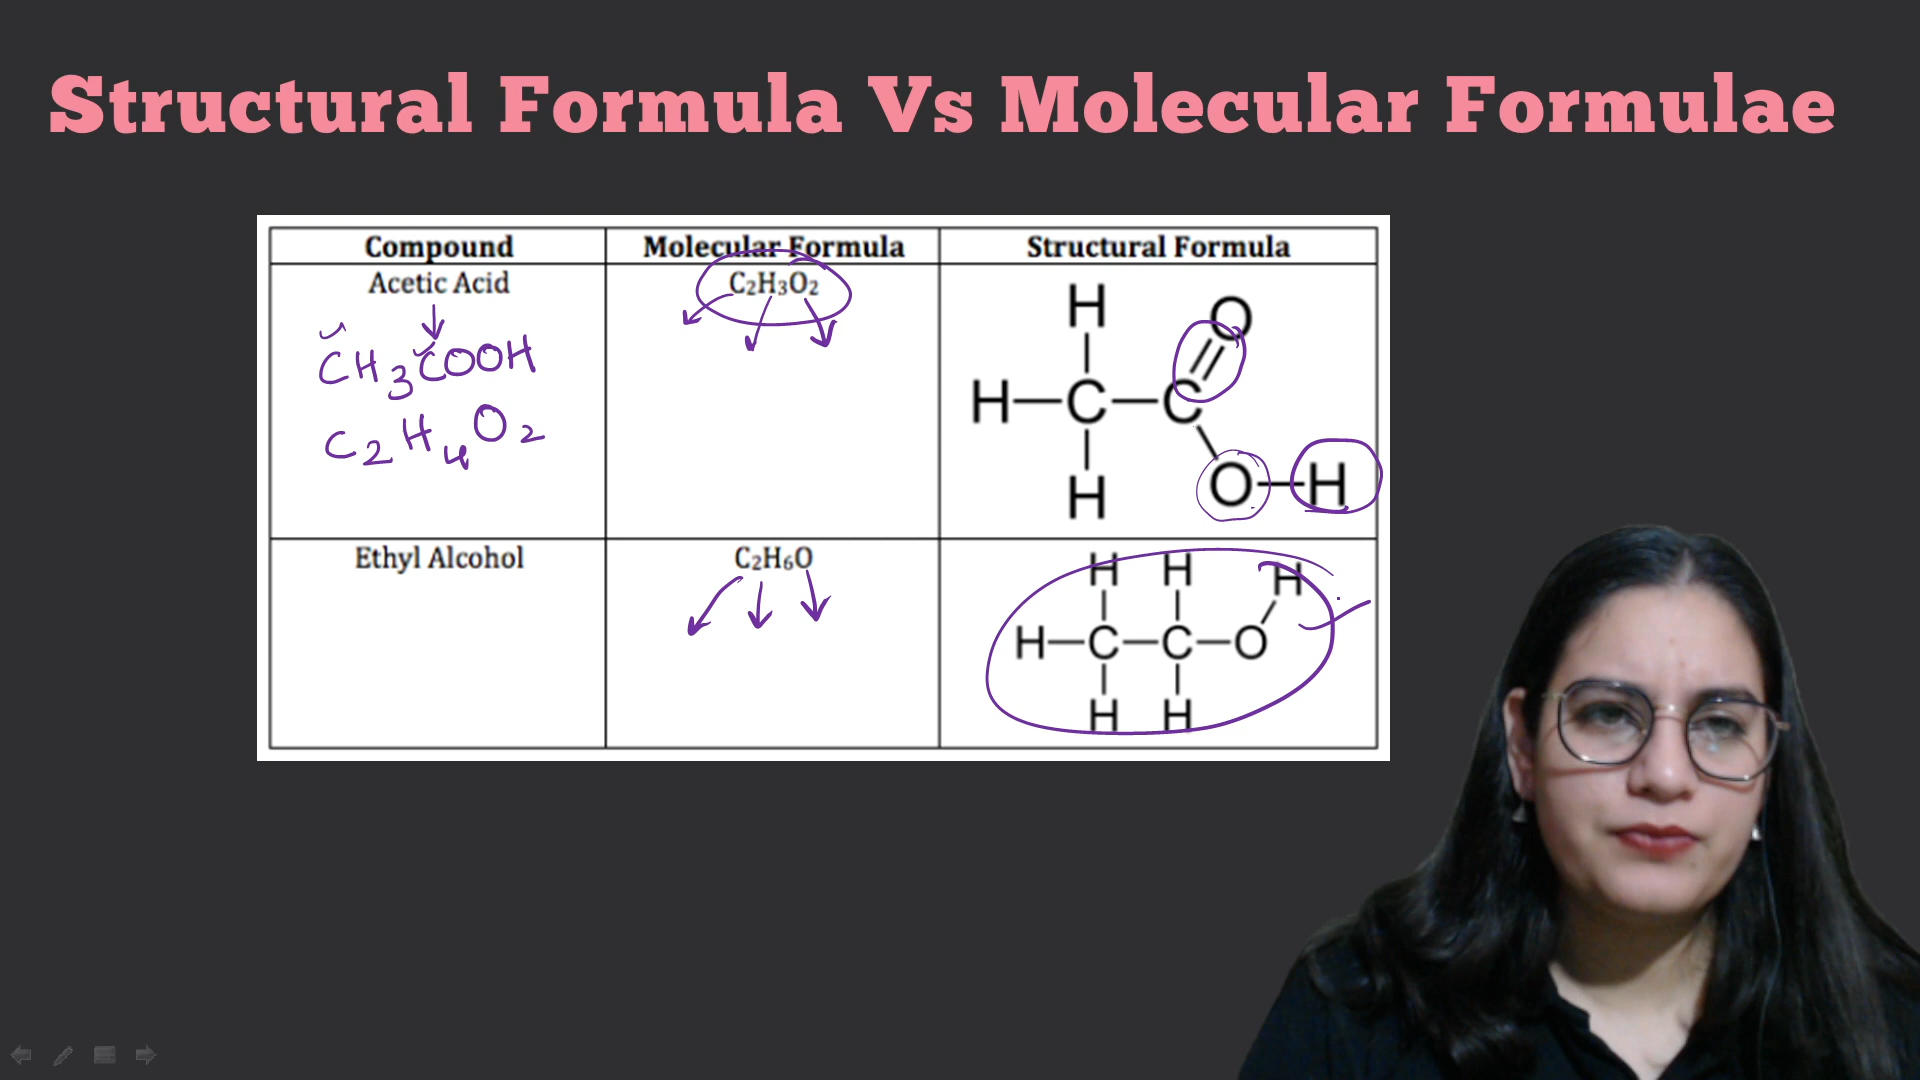 Structural Formula Vs Molecular Formulae
Compound Molecular Formula Structural Formula
Acetic Acid C₂H₃O₂
CH₃COOH
C₂H₄O₂
H O
H—C—C
H O—H
Ethyl Alcohol C₂H₆O
H H H
H—C—C—O
H H